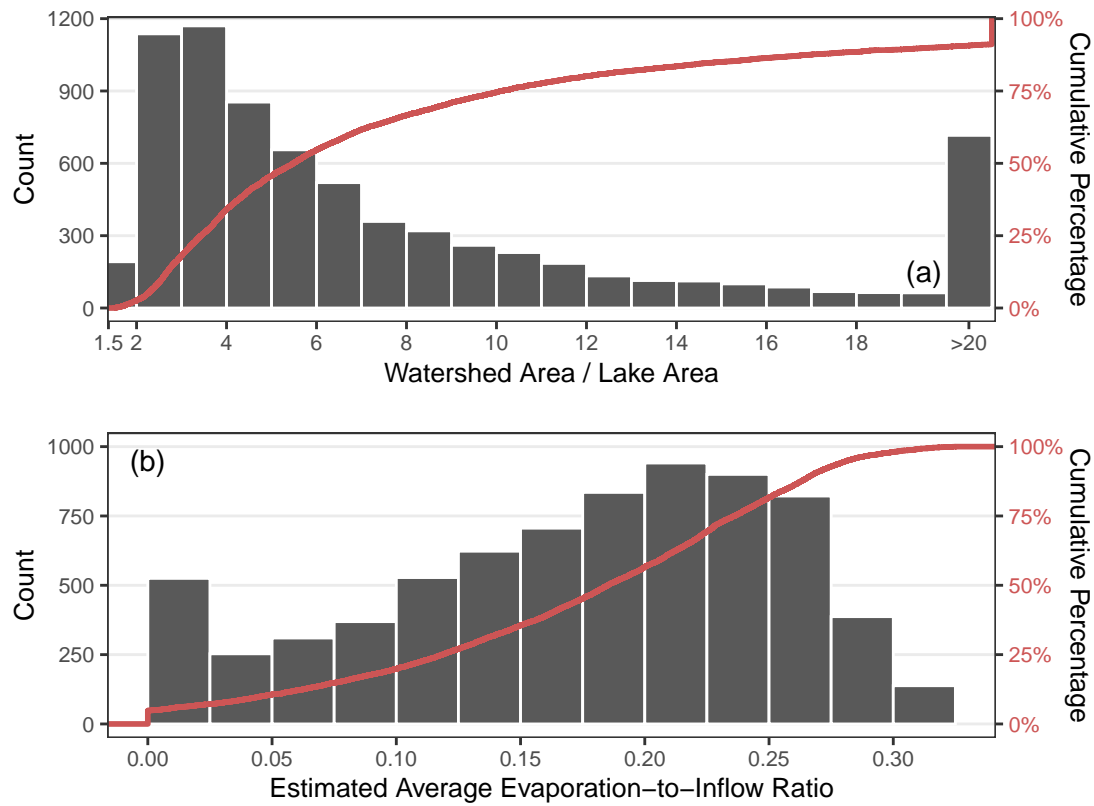 1200
900
600
300
0
Count
100%
75%
50%
25%
0%
Cumulative Percentage
(a)
1.5 2 4 6 8 10 12 14 16 18 >20
Watershed Area / Lake Area
1000
750
500
250
0
Count
100%
75%
50%
25%
0%
Cumulative Percentage
(b)
0.00 0.05 0.10 0.15 0.20 0.25 0.30
Estimated Average Evaporation−to−Inflow Ratio